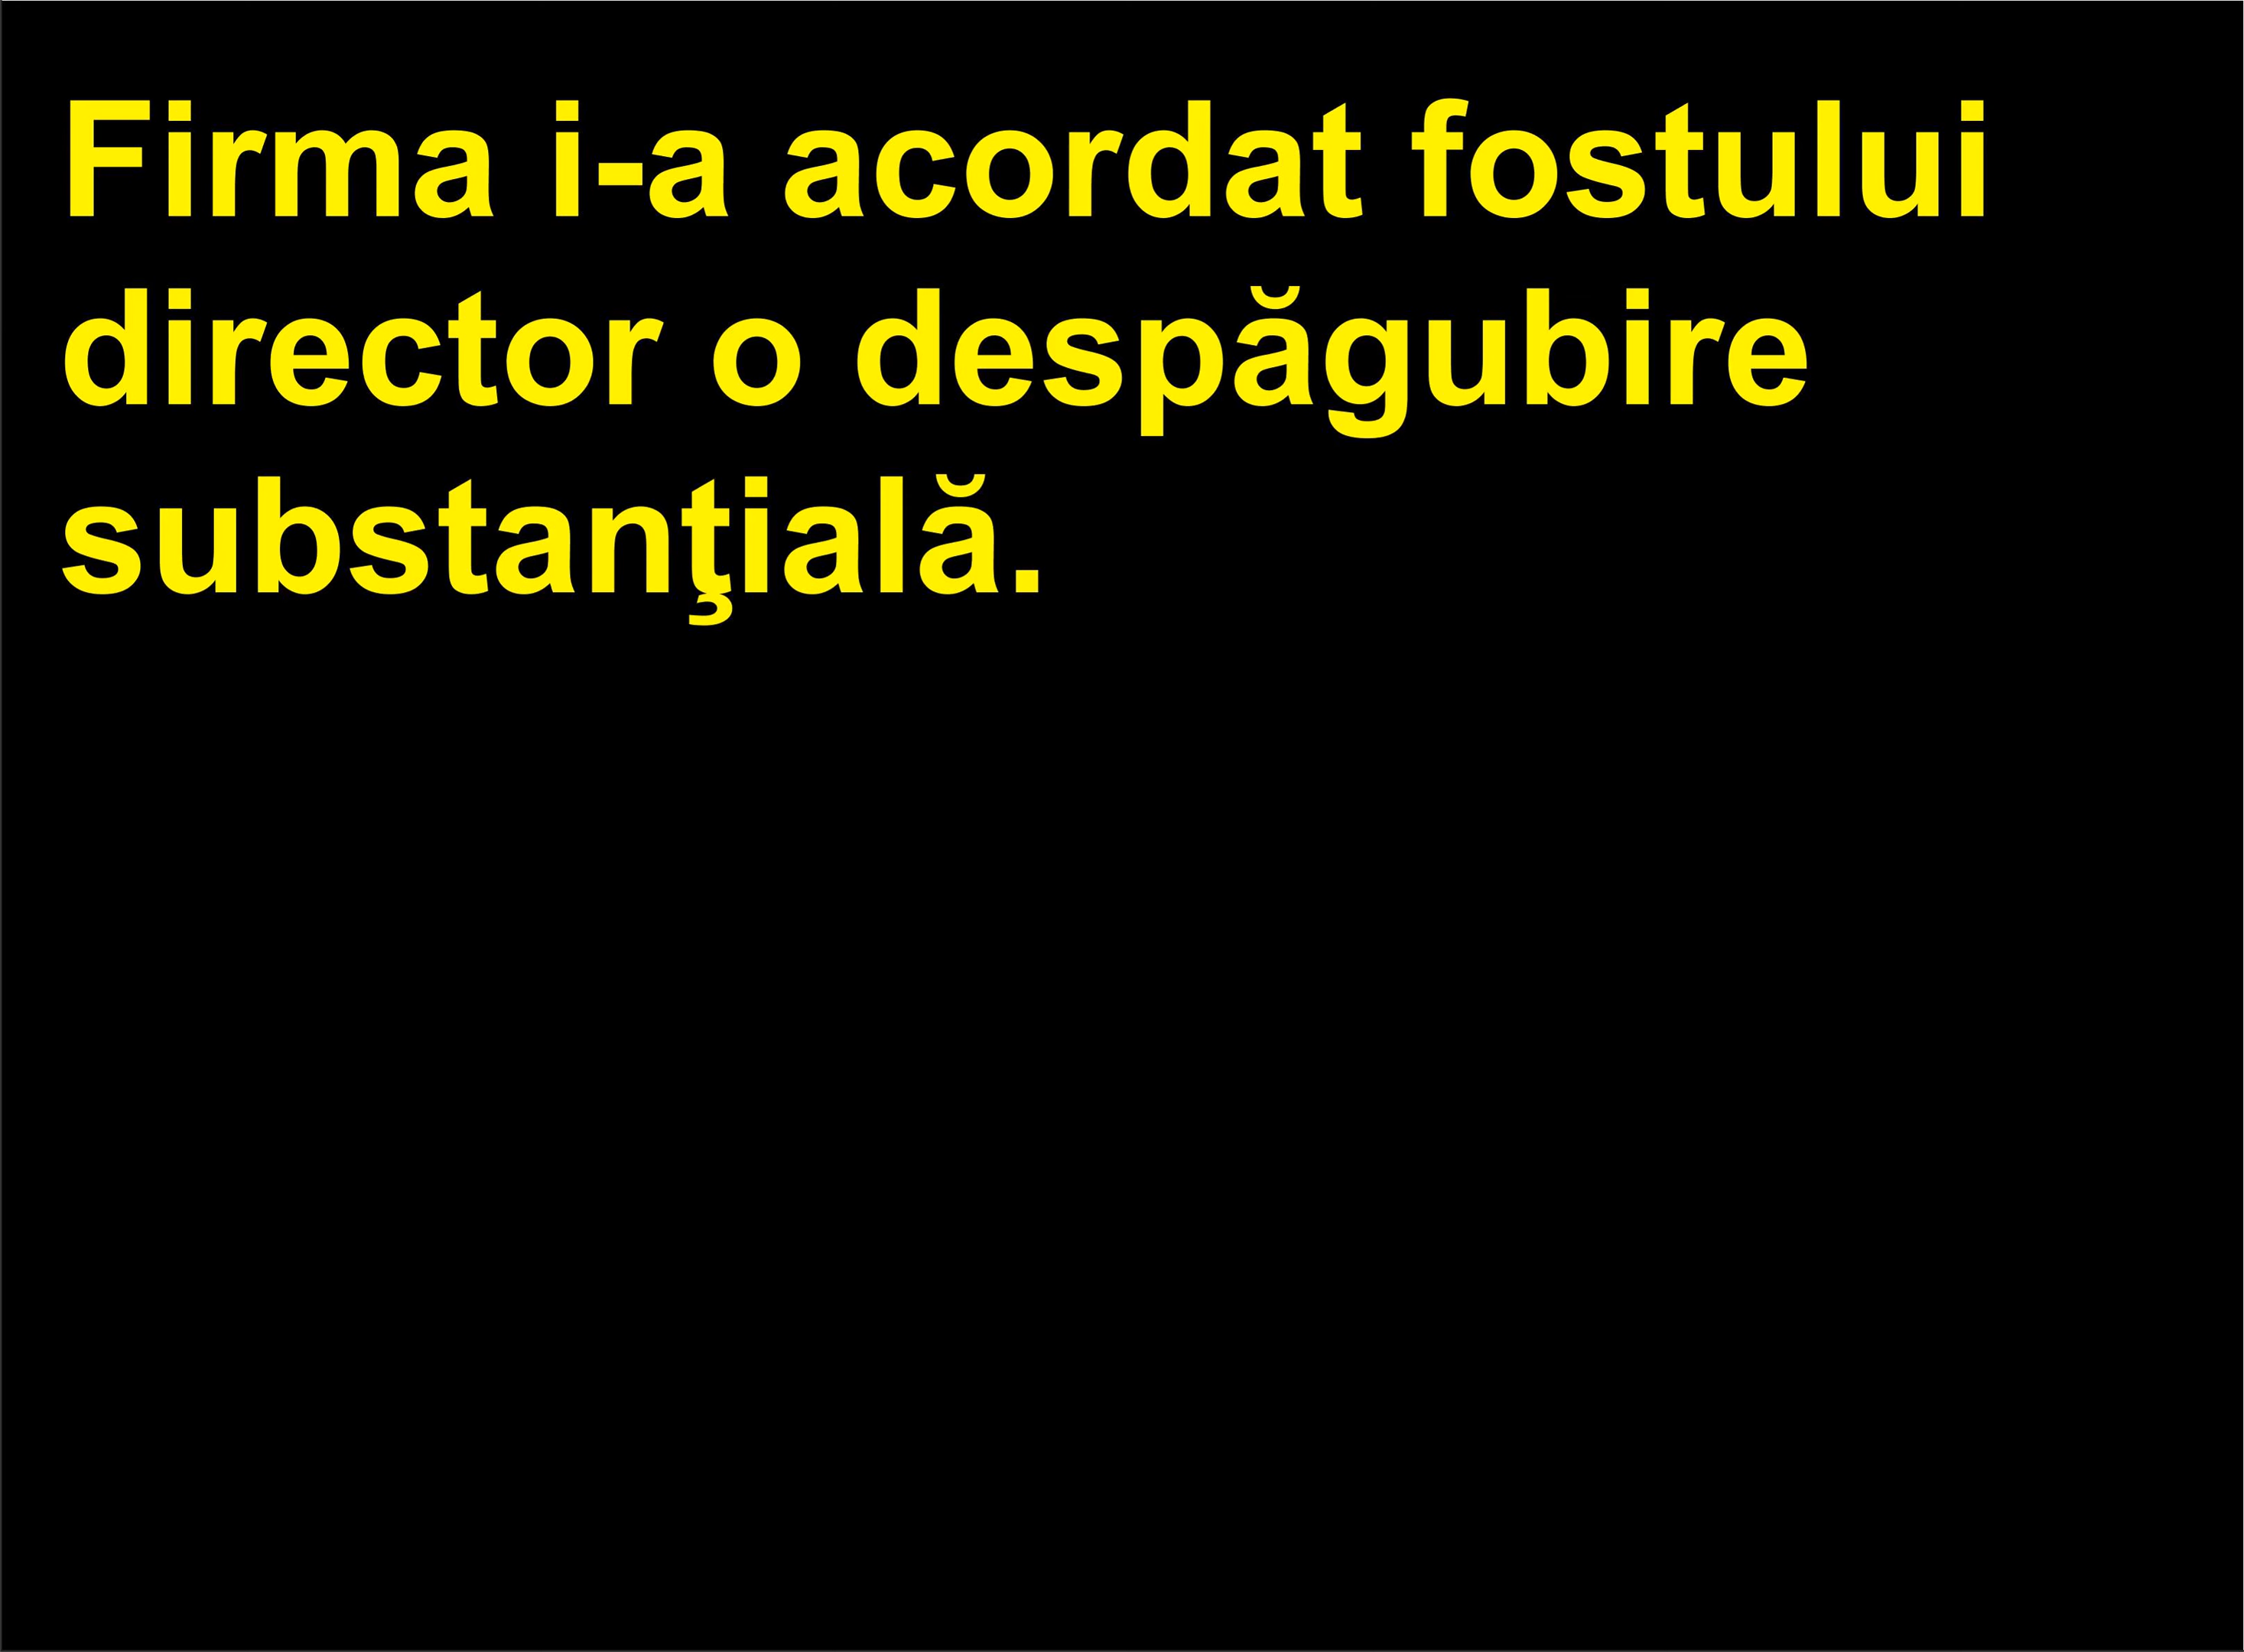 Firma i-a acordat fostului
director o despăgubire
substanţială.